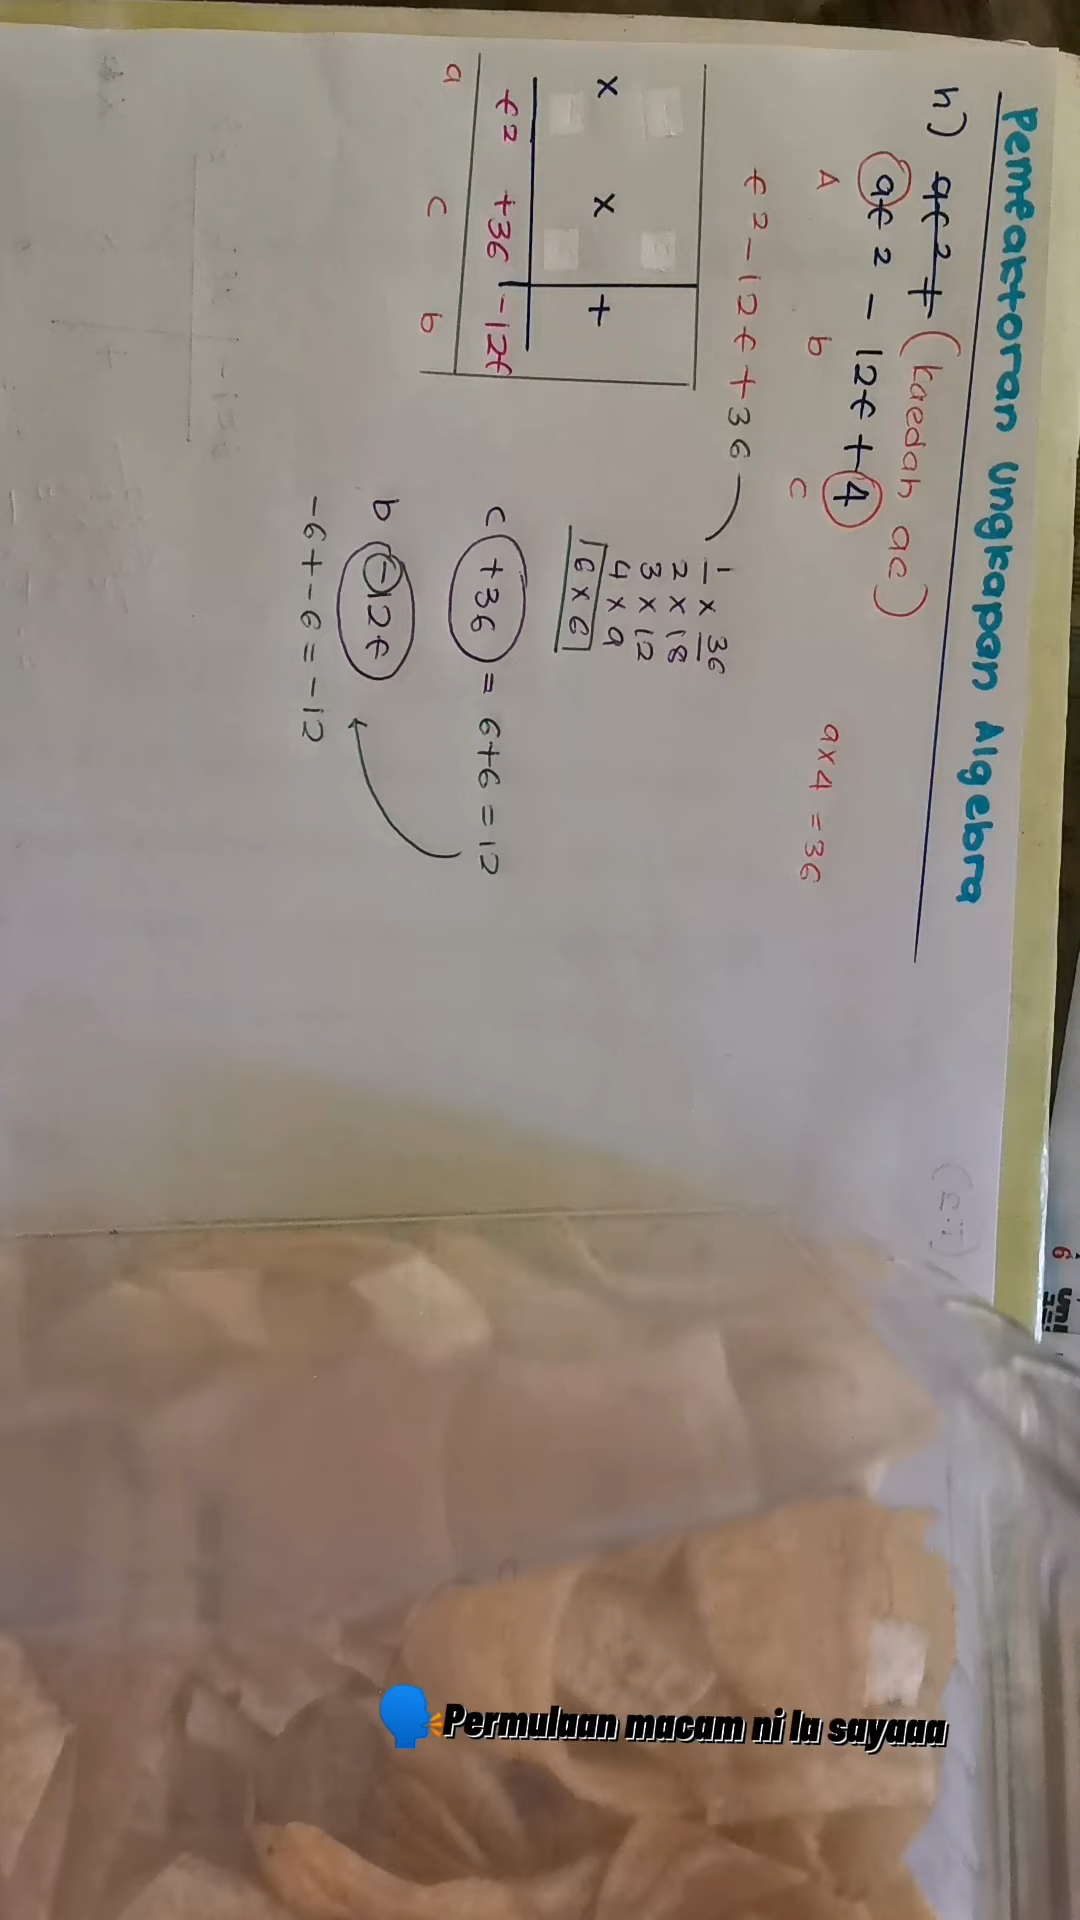 Pemfaktoran Ungkapan Algebra
h) 9f² + (kaedah ac)
9f² - 12f + 4
A b c
9x4 = 36
f² - 12f + 36
1 x 36
2 x 18
3 x 12
4 x 9
6 x 6
x x +
f² +36 -12f
a c b
c +36 = 6+6 = 12
b -12f
-6 + -6 = -12
🗣️Permulaan macam ni la sayaaa